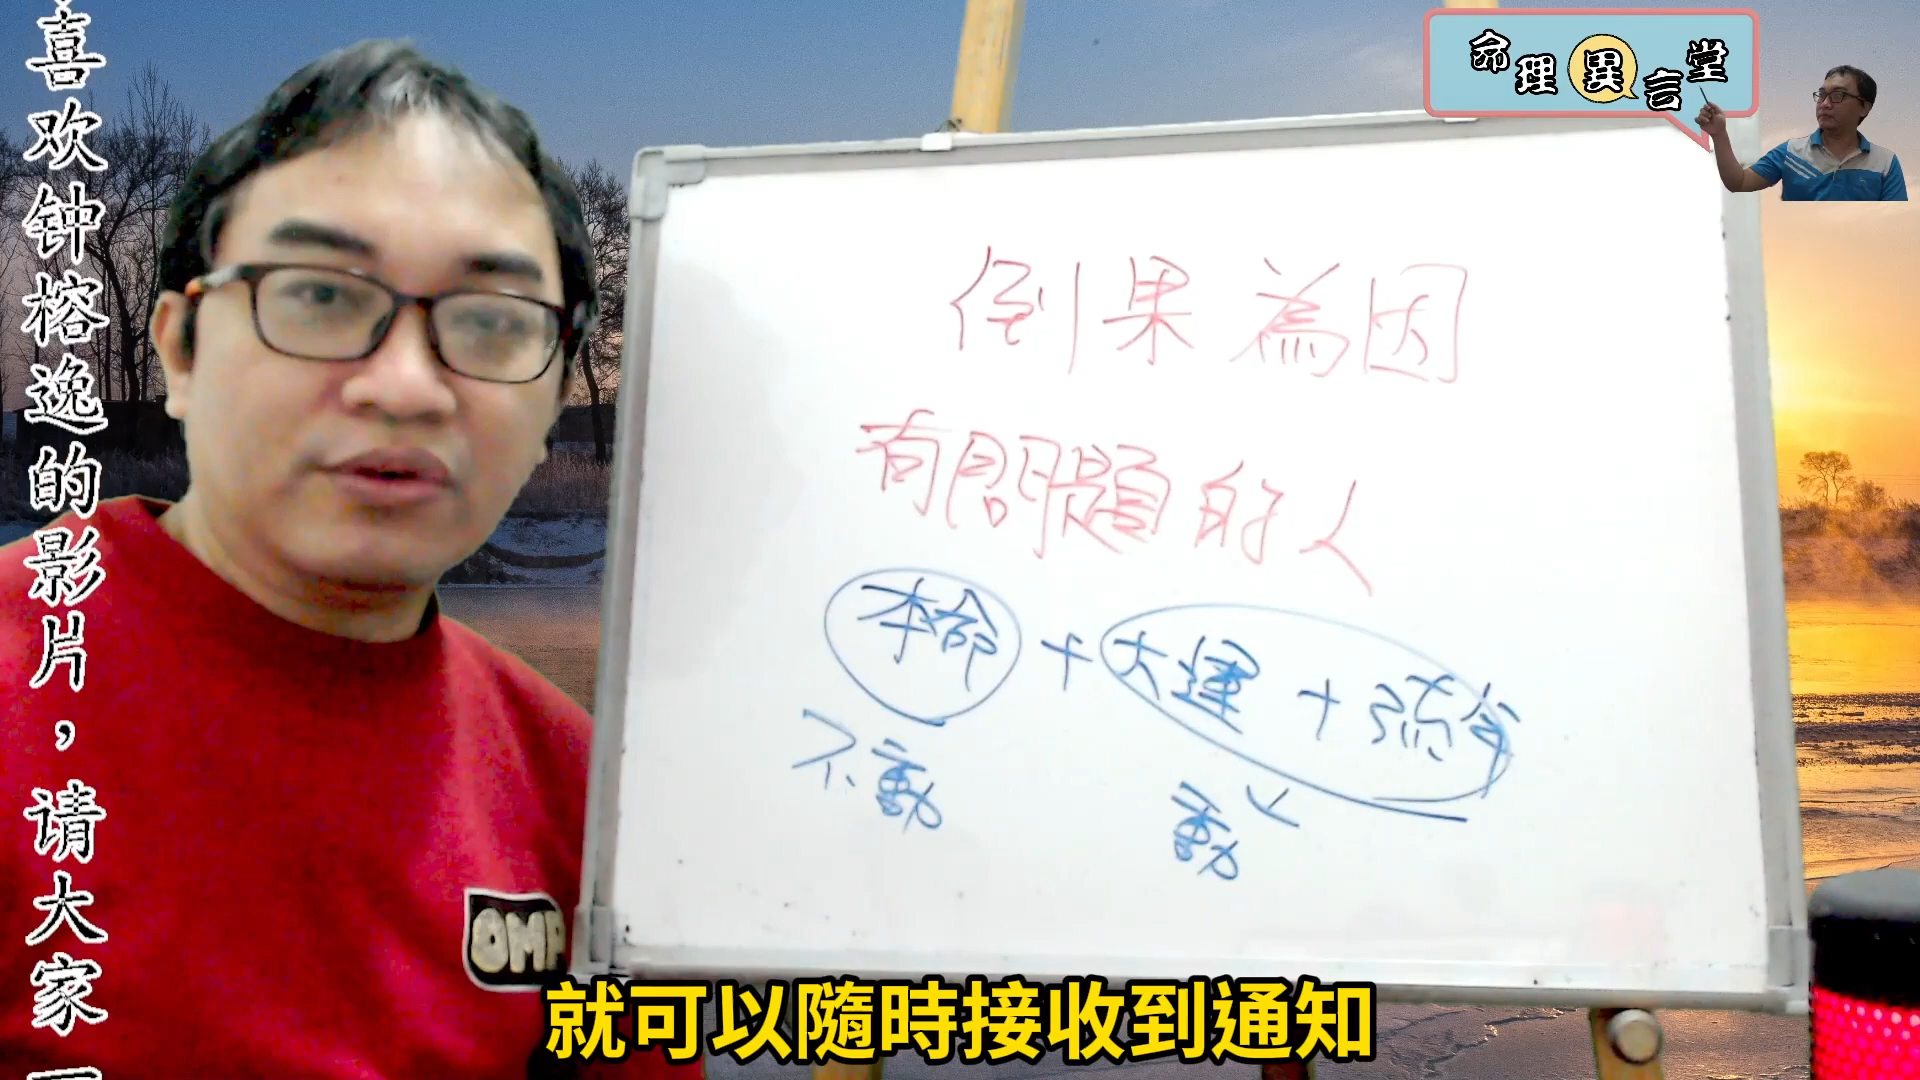 喜欢钟榕逸的影片，请大家一
命理異言堂
倒果為因
有問題的人
本命+大運+流年
不動
動
OMP
就可以隨時接收到通知